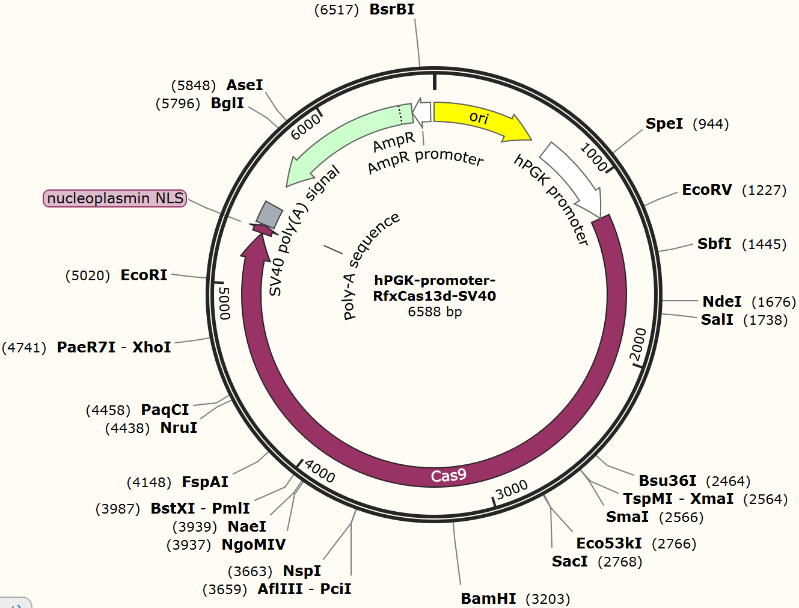 (6517) BsrBI
(5848) AseI
(5796) BglI
SpeI (944)
EcoRV (1227)
SbfI (1445)
NdeI (1676)
SalI (1738)
Bsu36I (2464)
TspMI - XmaI (2564)
SmaI (2566)
Eco53kI (2766)
SacI (2768)
BamHI (3203)
(3659) AflIII - PciI
(3663) NspI
(3937) NgoMIV
(3939) NaeI
(3987) BstXI - PmlI
(4148) FspAI
(4438) NruI
(4458) PaqCI
(4741) PaeR7I - XhoI
(5020) EcoRI
nucleoplasmin NLS
ori
hPGK promoter
Cas9
SV40 poly(A) signal
Poly-A sequence
AmpR
AmpR promoter
1000
2000
3000
4000
5000
6000
hPGK-promoter-
RfxCas13d-SV40
6588 bp